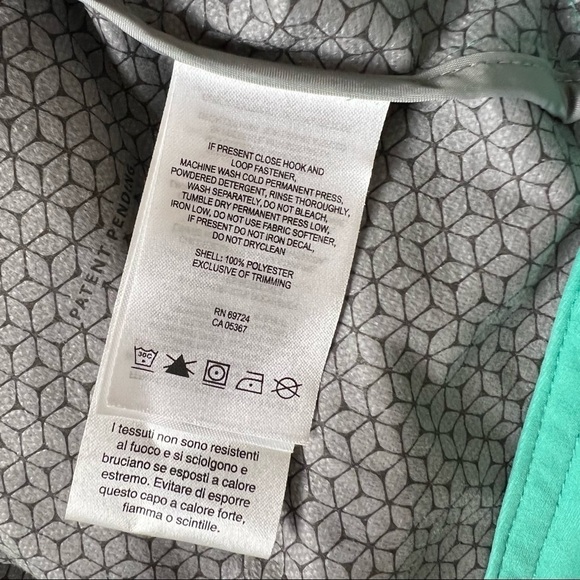 IF PRESENT CLOSE HOOK AND
LOOP FASTENER,
MACHINE WASH COLD PERMANENT PRESS,
POWDERED DETERGENT, RINSE THOROUGHLY,
WASH SEPARATELY, DO NOT BLEACH,
TUMBLE DRY PERMANENT PRESS LOW,
IRON LOW, DO NOT USE FABRIC SOFTENER,
IF PRESENT DO NOT IRON DECAL,
DO NOT DRYCLEAN
SHELL: 100% POLYESTER
EXCLUSIVE OF TRIMMING
RN 69724
CA 05367
30C
I tessuti non sono resistenti
al fuoco e si sciolgono e
bruciano se esposti a calore
estremo. Evitare di esporre
questo capo a calore forte,
fiamma o scintille.
PATENT PENDING